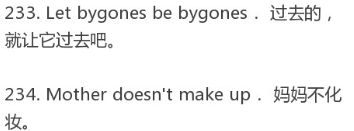 233. Let bygones be bygones． 过去的，
就让它过去吧。
234. Mother doesn't make up． 妈妈不化
妆。